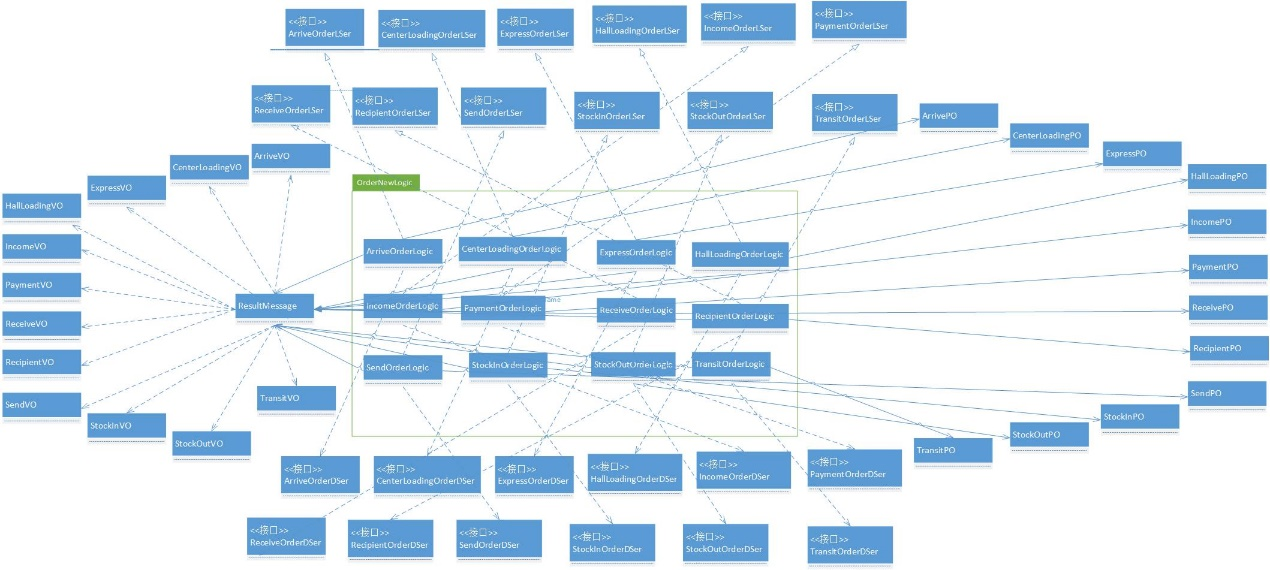 <<接口>>
ArriveOrderLSer
<<接口>>
CenterLoadingOrderLSer
<<接口>>
ExpressOrderLSer
<<接口>>
HallLoadingOrderLSer
<<接口>>
IncomeOrderLSer
<<接口>>
PaymentOrderLSer
<<接口>>
ReceiveOrderLSer
<<接口>>
RecipientOrderLSer
<<接口>>
SendOrderLSer
<<接口>>
StockInOrderLSer
<<接口>>
StockOutOrderLSer
<<接口>>
TransitOrderLSer
ArrivePO
CenterLoadingPO
ExpressPO
HallLoadingPO
IncomePO
PaymentPO
ReceivePO
RecipientPO
SendPO
StockInPO
StockOutPO
TransitPO
ArriveVO
CenterLoadingVO
ExpressVO
HallLoadingVO
IncomeVO
PaymentVO
ReceiveVO
RecipientVO
SendVO
StockInVO
StockOutVO
TransitVO
ResultMessage
OrderNewLogic
ArriveOrderLogic
CenterLoadingOrderLogic
ExpressOrderLogic
HallLoadingOrderLogic
IncomeOrderLogic
PaymentOrderLogic
ReceiveOrderLogic
RecipientOrderLogic
SendOrderLogic
StockInOrderLogic
StockOutOrderLogic
TransitOrderLogic
<<接口>>
ArriveOrderDSer
<<接口>>
CenterLoadingOrderDSer
<<接口>>
ExpressOrderDSer
<<接口>>
HallLoadingOrderDSer
<<接口>>
IncomeOrderDSer
<<接口>>
PaymentOrderDSer
<<接口>>
ReceiveOrderDSer
<<接口>>
RecipientOrderDSer
<<接口>>
SendOrderDSer
<<接口>>
StockInOrderDSer
<<接口>>
StockOutOrderDSer
<<接口>>
TransitOrderDSer